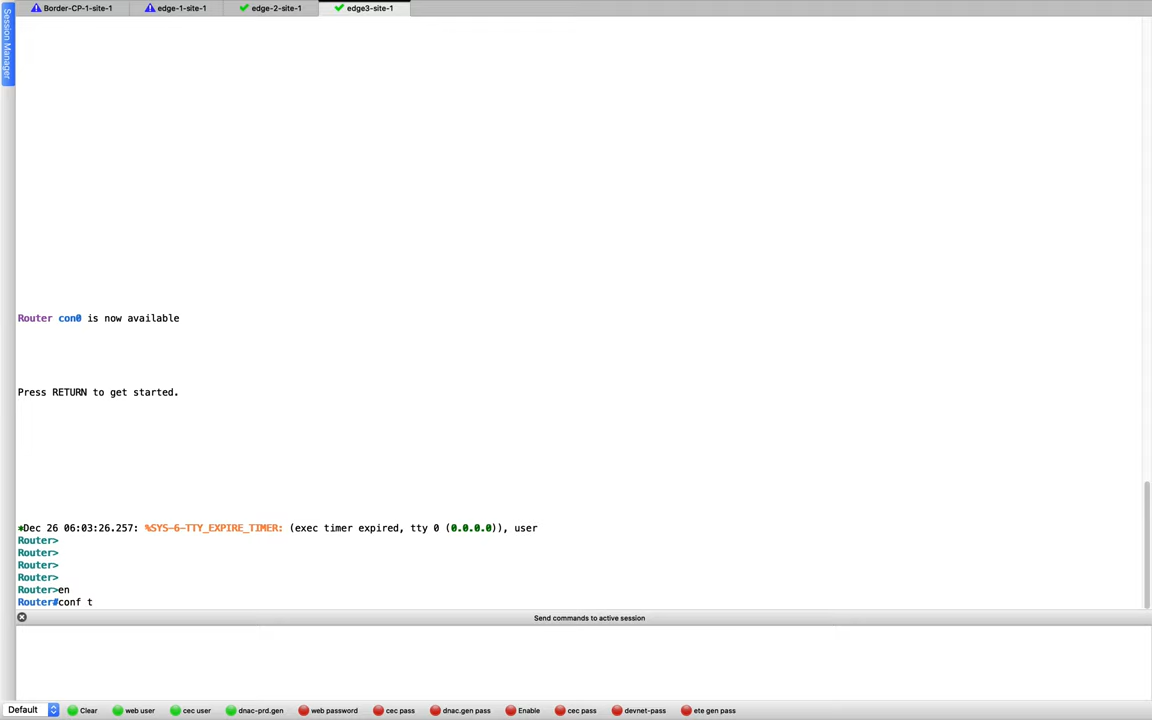 Border-CP-1-site-1
edge-1-site-1
edge-2-site-1
edge3-site-1
Session Manager
Router con0 is now available
Press RETURN to get started.
*Dec 26 06:03:26.257: %SYS-6-TTY_EXPIRE_TIMER: (exec timer expired, tty 0 (0.0.0.0)), user
Router>
Router>
Router>
Router>
Router>en
Router#conf t
Send commands to active session
Default
Clear
web user
cec user
dnac-prd.gen
web password
cec pass
dnac.gen pass
Enable
cec pass
devnet-pass
ete gen pass